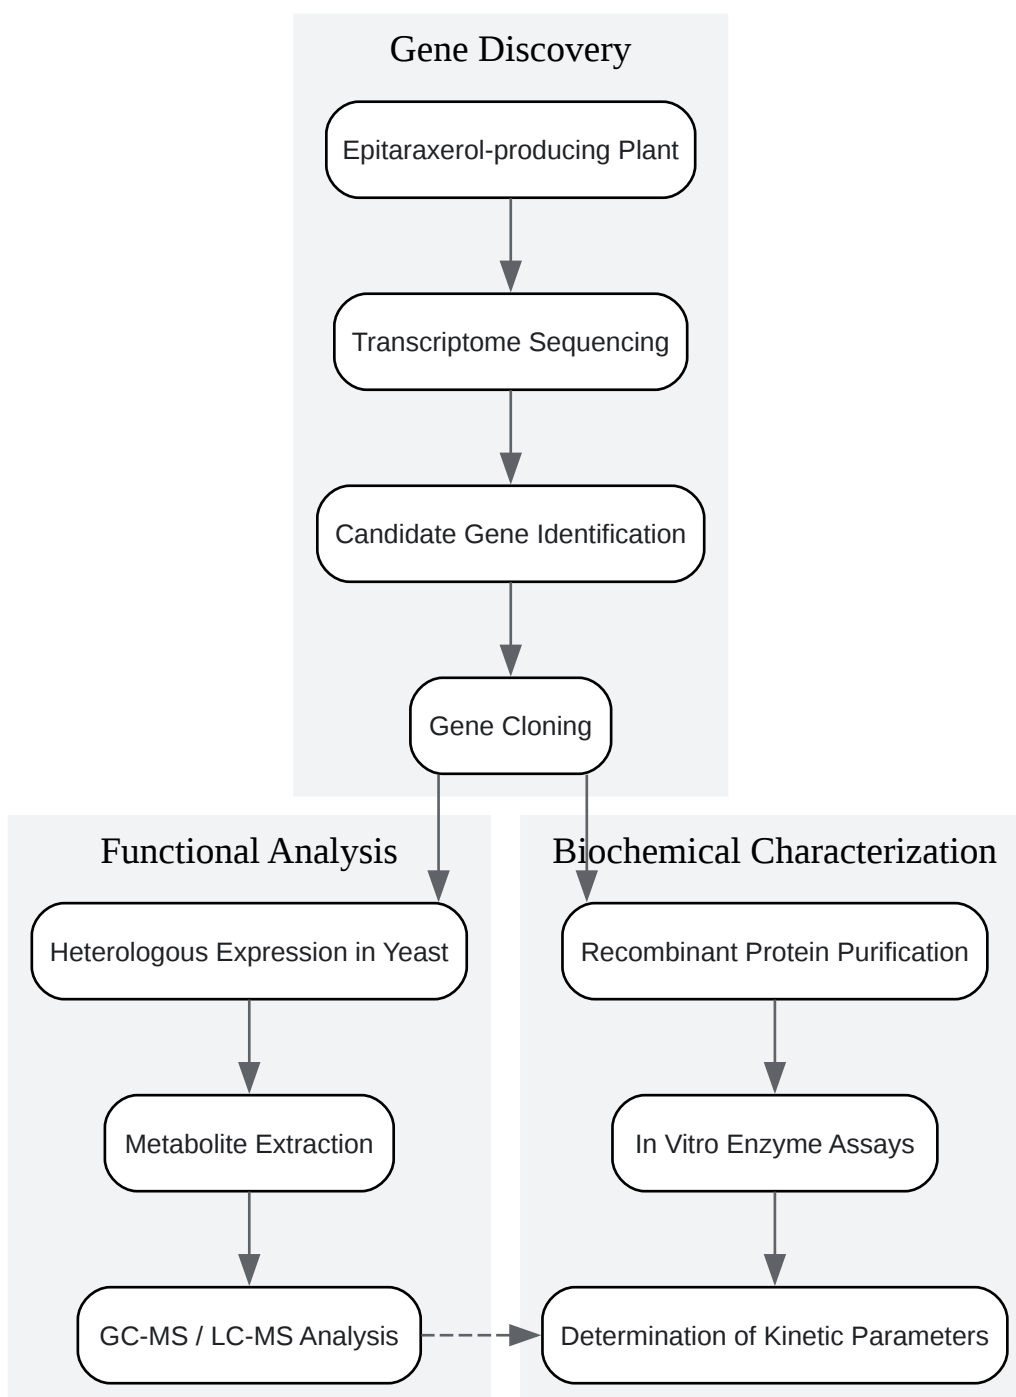 Gene Discovery
Epitaraxerol-producing Plant
Transcriptome Sequencing
Candidate Gene Identification
Gene Cloning
Functional Analysis
Heterologous Expression in Yeast
Metabolite Extraction
GC-MS / LC-MS Analysis
Biochemical Characterization
Recombinant Protein Purification
In Vitro Enzyme Assays
Determination of Kinetic Parameters